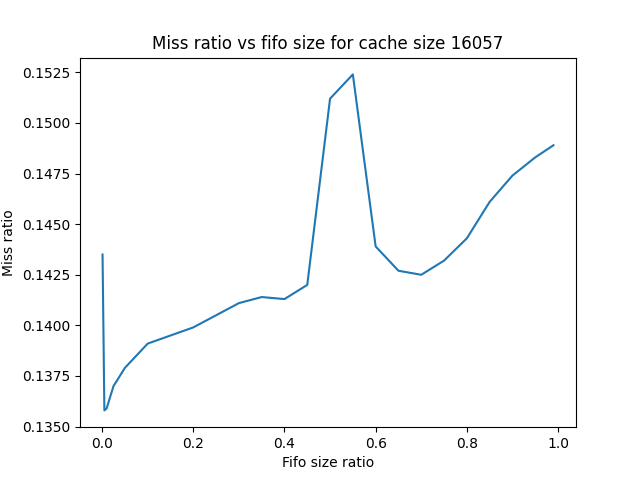 Miss ratio vs fifo size for cache size 16057
0.1525
0.1500
0.1475
0.1450
0.1425
0.1400
0.1375
0.1350
Miss ratio
0.0 0.2 0.4 0.6 0.8 1.0
Fifo size ratio